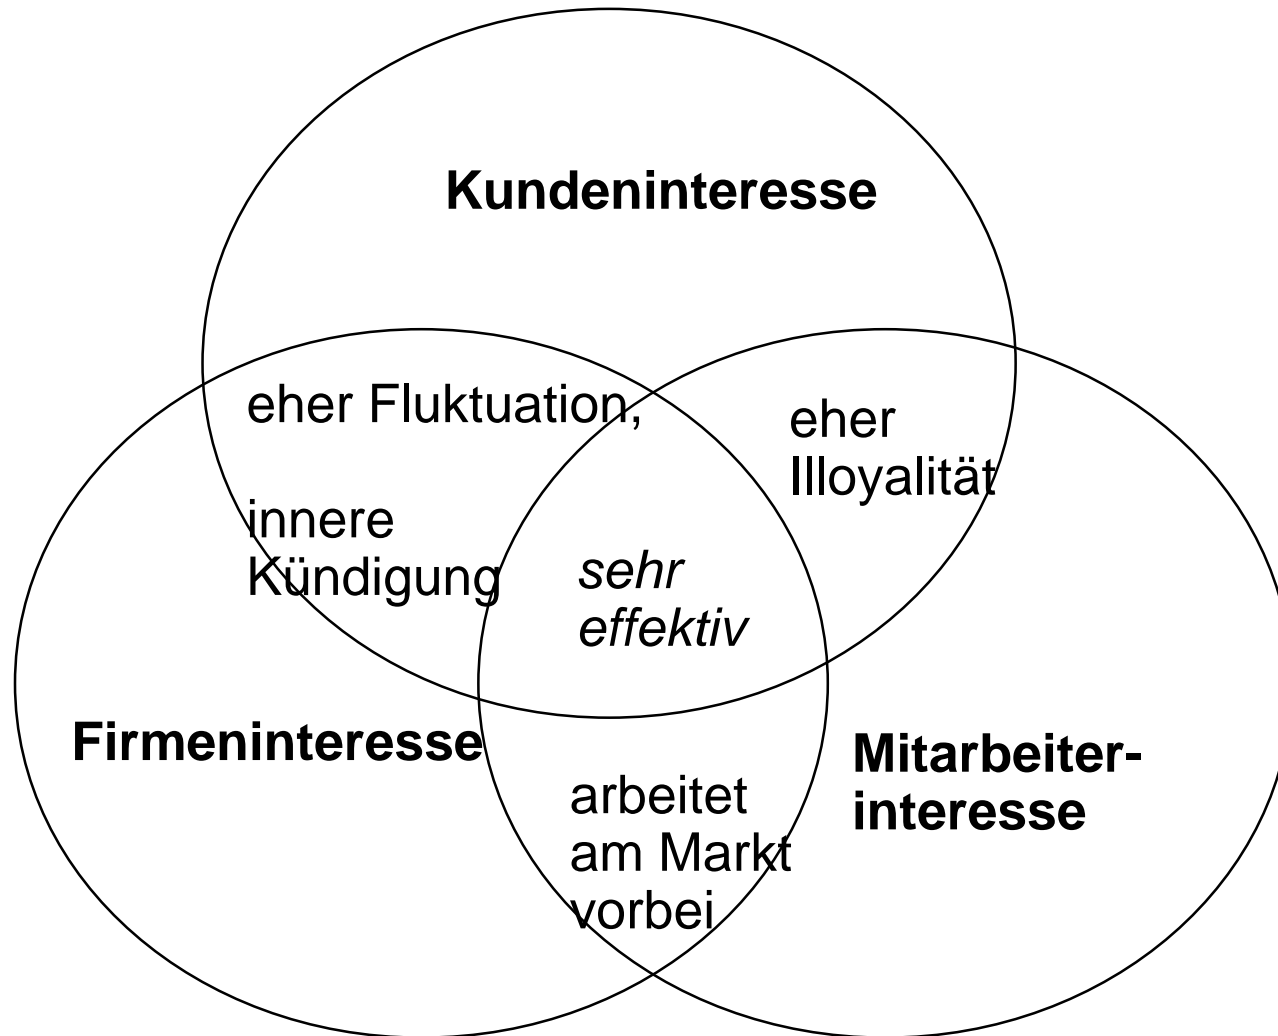 Kundeninteresse
eher Fluktuation,
innere
Kündigung
eher
Illoyalität
sehr
effektiv
Firmeninteresse
Mitarbeiter-
interesse
arbeitet
am Markt
vorbei